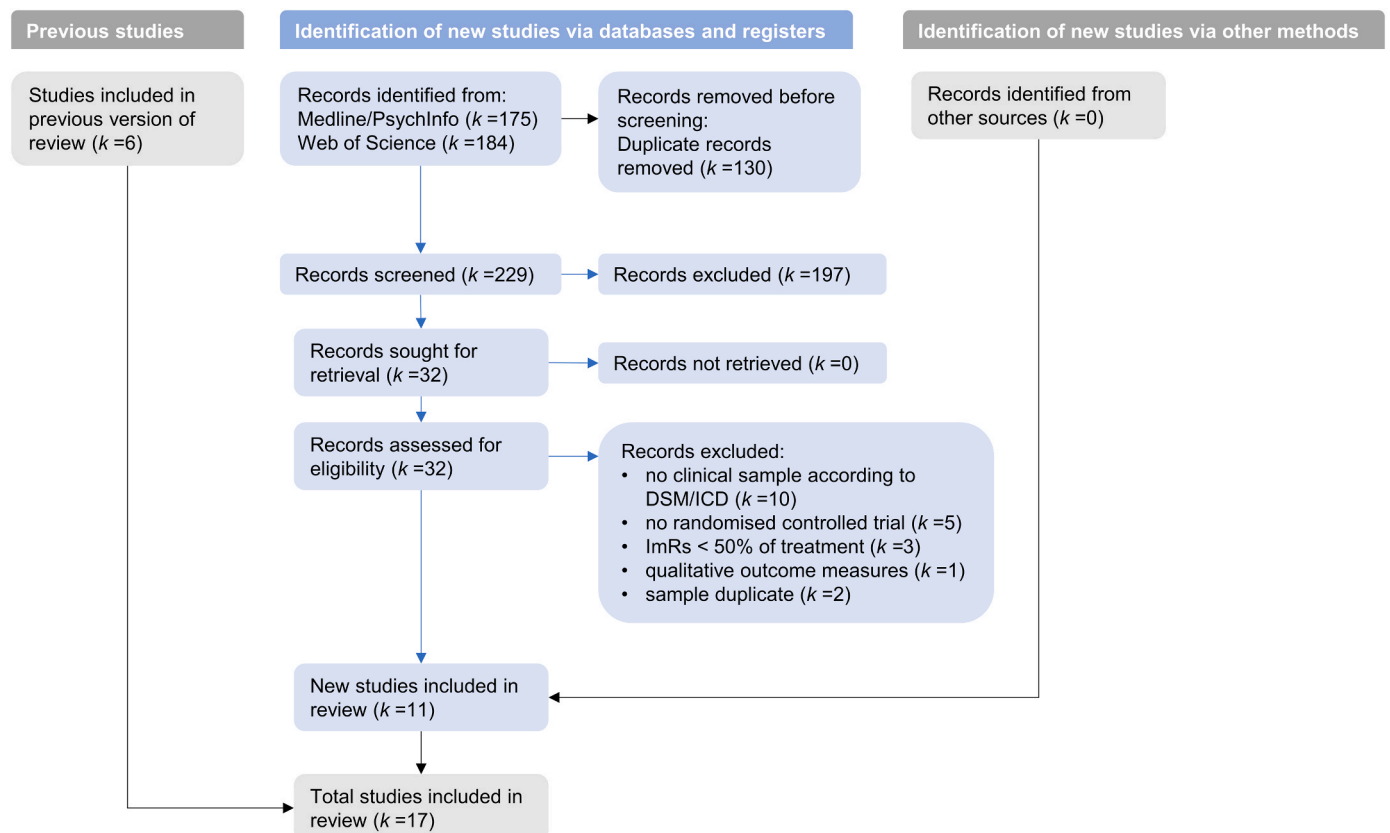 Previous studies
Identification of new studies via databases and registers
Identification of new studies via other methods
Studies included in
previous version of
review (k =6)
Records identified from:
Medline/PsychInfo (k =175)
Web of Science (k =184)
Records removed before
screening:
Duplicate records
removed (k =130)
Records identified from
other sources (k =0)
Records screened (k =229)
Records excluded (k =197)
Records sought for
retrieval (k =32)
Records not retrieved (k =0)
Records assessed for
eligibility (k =32)
Records excluded:
• no clinical sample according to
DSM/ICD (k =10)
• no randomised controlled trial (k =5)
• ImRs < 50% of treatment (k =3)
• qualitative outcome measures (k =1)
• sample duplicate (k =2)
New studies included in
review (k =11)
Total studies included in
review (k =17)